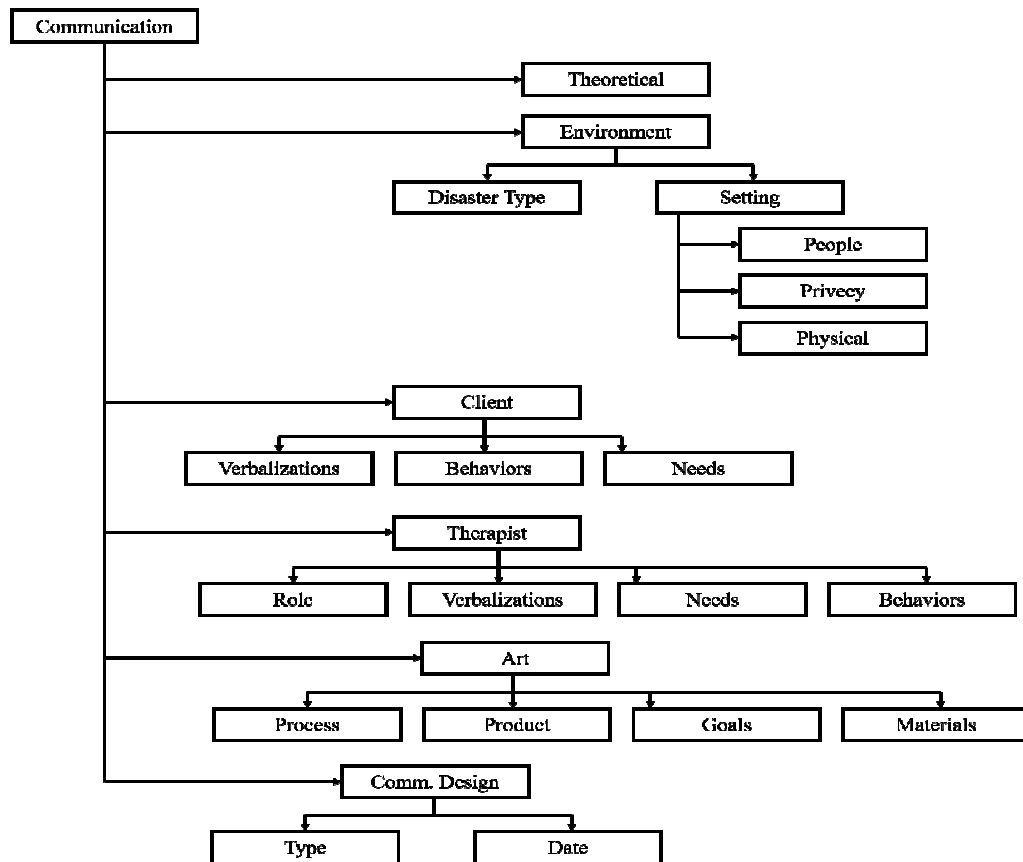 Communication
Theoretical
Environment
Disaster Type
Setting
People
Privecy
Physical
Client
Verbalizations
Behaviors
Needs
Therapist
Role
Verbalizations
Needs
Behaviors
Art
Process
Product
Goals
Materials
Comm. Design
Type
Date